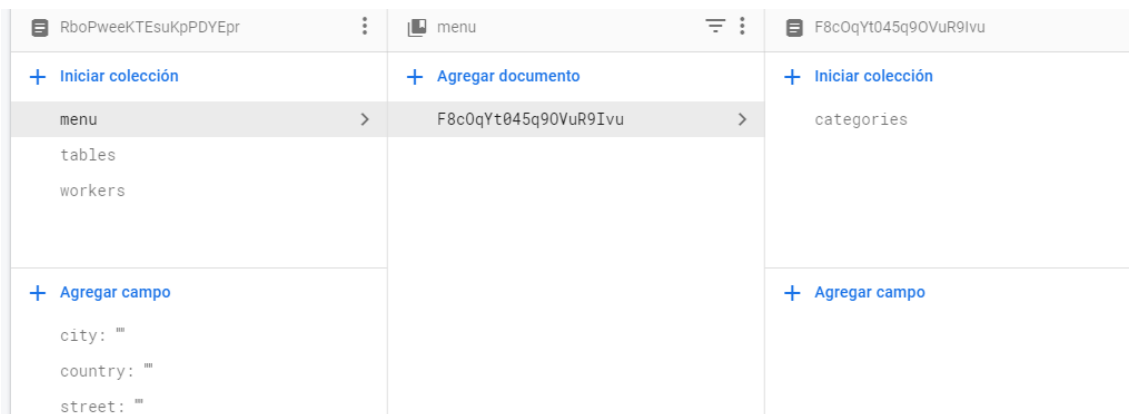 RboPweeKTEsuKpPDYEpr
Iniciar colección
menu
tables
workers
Agregar campo
city: ""
country: ""
street: ""
menu
Agregar documento
F8cOqYt045q9OVuR9Ivu
F8cOqYt045q9OVuR9Ivu
Iniciar colección
categories
Agregar campo